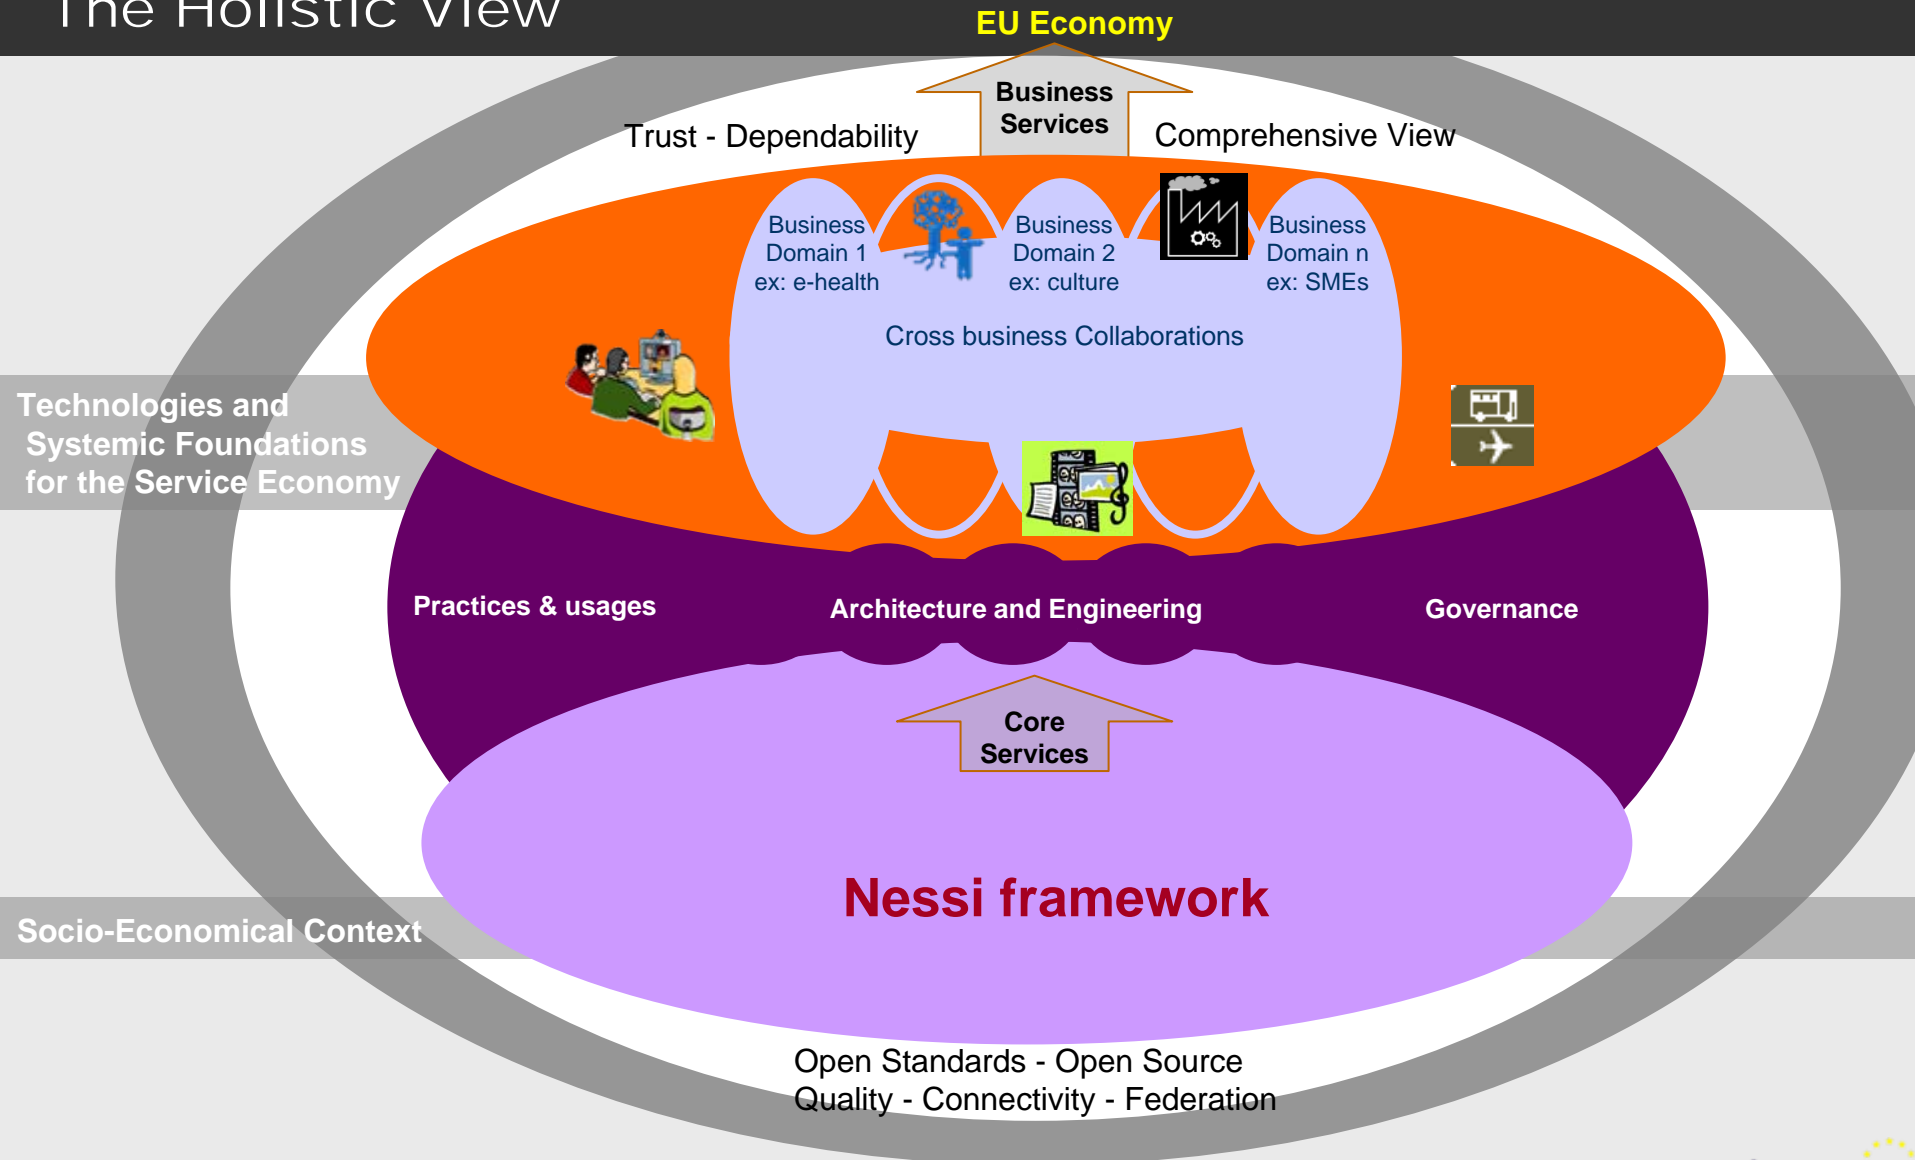 The Holistic View
EU Economy
Business
Services
Trust - Dependability
Comprehensive View
Business
Domain 1
ex: e-health
Business
Domain 2
ex: culture
Business
Domain n
ex: SMEs
Cross business Collaborations
Technologies and
Systemic Foundations
for the Service Economy
Practices & usages
Architecture and Engineering
Governance
Core
Services
Nessi framework
Socio-Economical Context
Open Standards - Open Source
Quality - Connectivity - Federation